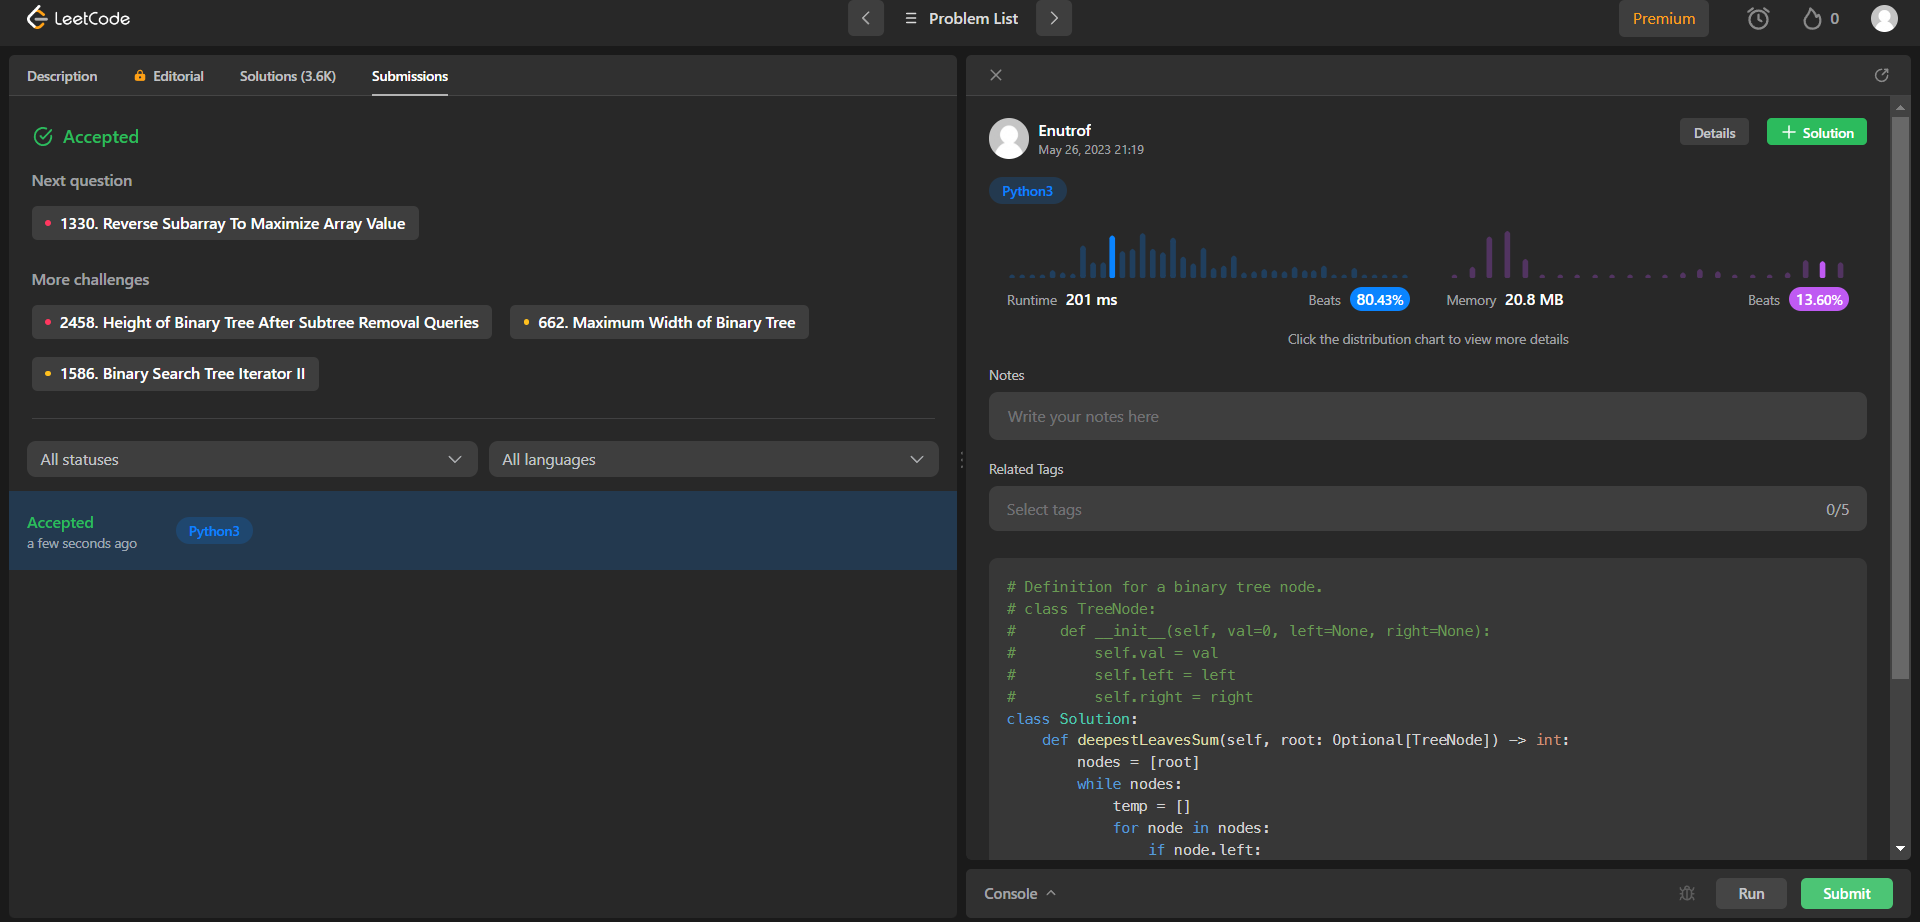 LeetCode
Problem List
Premium
0
Description
Editorial
Solutions (3.6K)
Submissions
Accepted
Next question
1330. Reverse Subarray To Maximize Array Value
More challenges
2458. Height of Binary Tree After Subtree Removal Queries
662. Maximum Width of Binary Tree
1586. Binary Search Tree Iterator II
All statuses
All languages
Accepted
a few seconds ago
Python3
Enutrof
May 26, 2023 21:19
Details
+ Solution
Python3
Runtime 201 ms
Beats 80.43%
Memory 20.8 MB
Beats 13.60%
Click the distribution chart to view more details
Notes
Write your notes here
Related Tags
Select tags
0/5
# Definition for a binary tree node.
# class TreeNode:
#     def __init__(self, val=0, left=None, right=None):
#         self.val = val
#         self.left = left
#         self.right = right
class Solution:
    def deepestLeavesSum(self, root: Optional[TreeNode]) -> int:
        nodes = [root]
        while nodes:
            temp = []
            for node in nodes:
                if node.left:
Console
Run
Submit